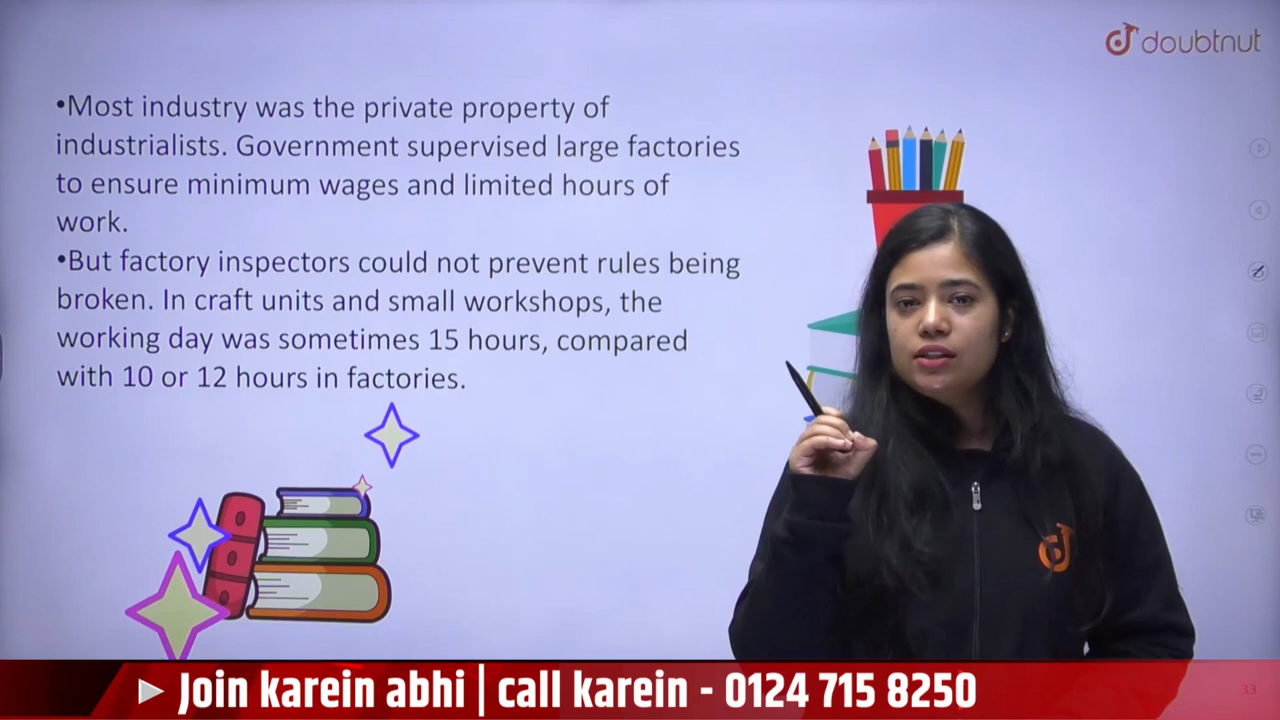 doubtnut
•Most industry was the private property of
industrialists. Government supervised large factories
to ensure minimum wages and limited hours of
work.
•But factory inspectors could not prevent rules being
broken. In craft units and small workshops, the
working day was sometimes 15 hours, compared
with 10 or 12 hours in factories.
Join karein abhi | call karein - 0124 715 8250
33